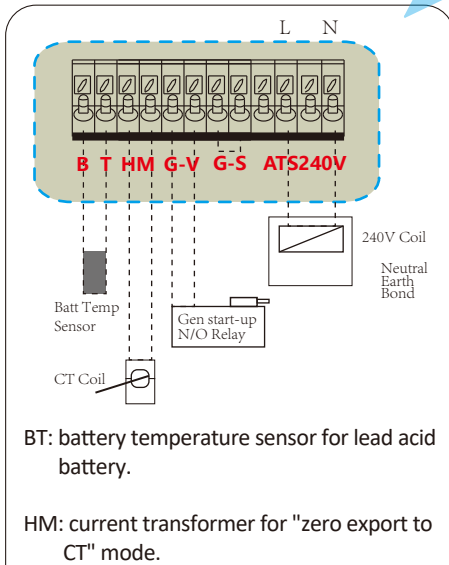 L N
B T HM G-V G-S ATS240V
240V Coil
Neutral
Earth
Bond
Batt Temp
Sensor
Gen start-up
N/O Relay
CT Coil
BT: battery temperature sensor for lead acid
battery.
HM: current transformer for "zero export to
CT" mode.